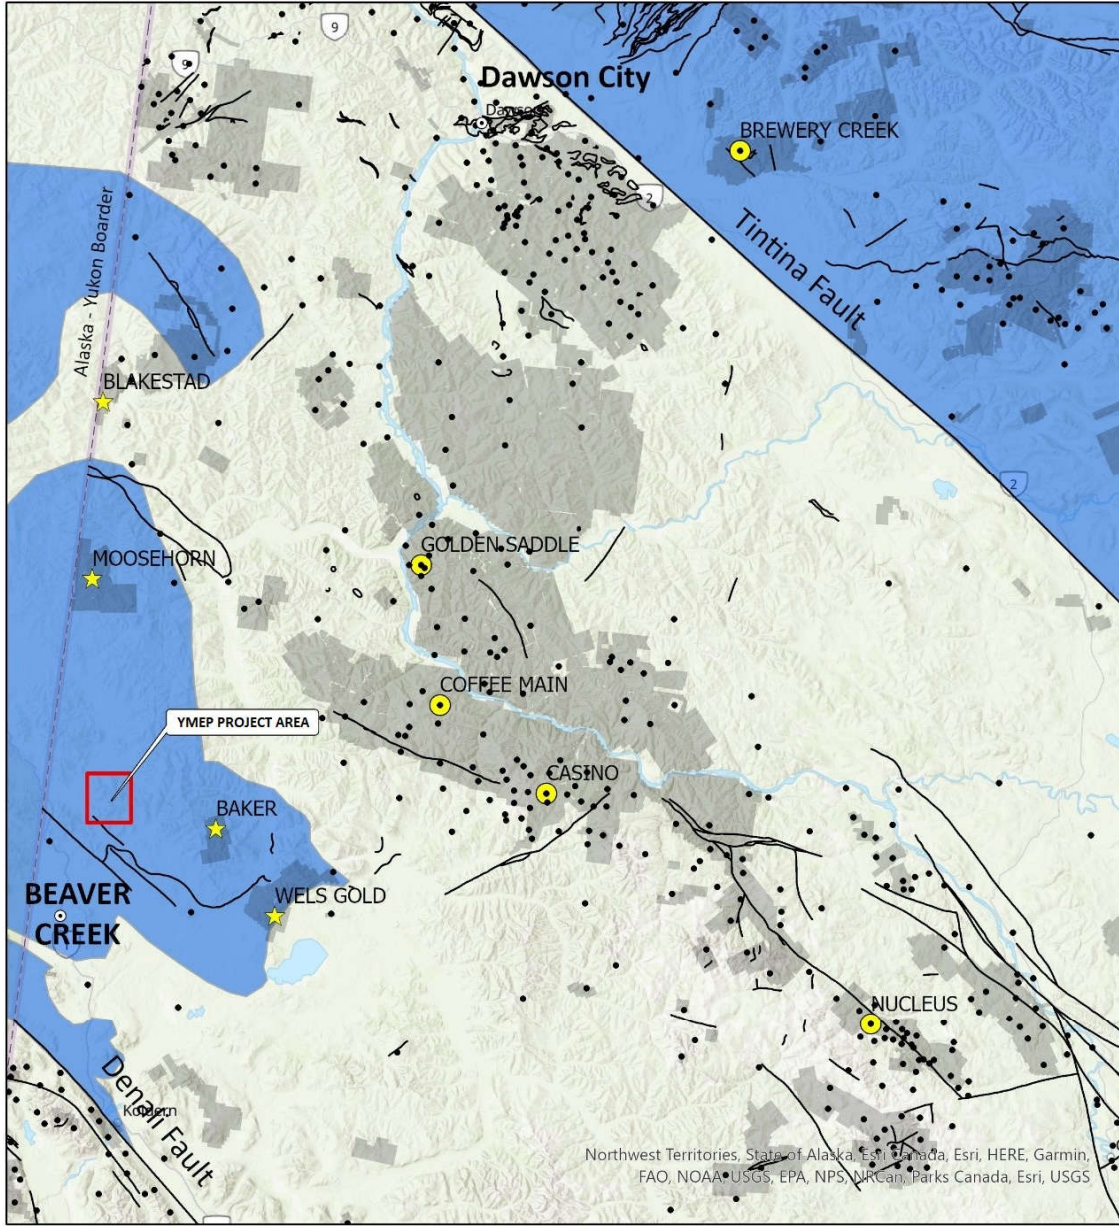 9
9
Dawson City
Dawson
BREWERY CREEK
2
Tintina Fault
Alaska - Yukon Boarder
BLAKESTAD
2
MOOSEHORN
GOLDEN SADDLE
COFFEE MAIN
YMEP PROJECT AREA
CASINO
BAKER
WELS GOLD
BEAVER
CREEK
NUCLEUS
Denali Fault
Koidern
Northwest Territories, State of Alaska, Esri Canada, Esri, HERE, Garmin,
FAO, NOAA, USGS, EPA, NPS, NRCan, Parks Canada, Esri, USGS